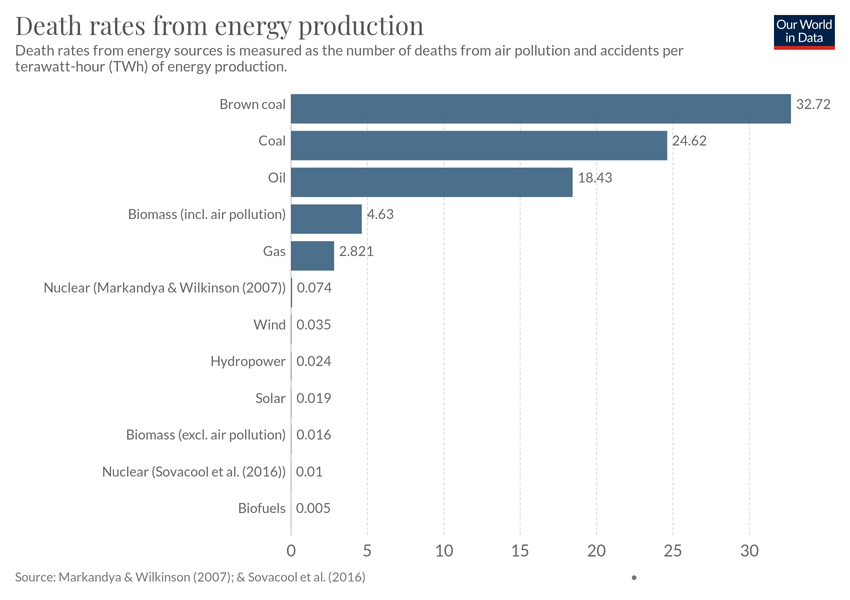 Death rates from energy production
Our World
in Data
Death rates from energy sources is measured as the number of deaths from air pollution and accidents per
terawatt-hour (TWh) of energy production.
Brown coal 32.72
Coal 24.62
Oil 18.43
Biomass (incl. air pollution) 4.63
Gas 2.821
Nuclear (Markandya & Wilkinson (2007)) 0.074
Wind 0.035
Hydropower 0.024
Solar 0.019
Biomass (excl. air pollution) 0.016
Nuclear (Sovacool et al. (2016)) 0.01
Biofuels 0.005
0 5 10 15 20 25 30
Source: Markandya & Wilkinson (2007); & Sovacool et al. (2016) •